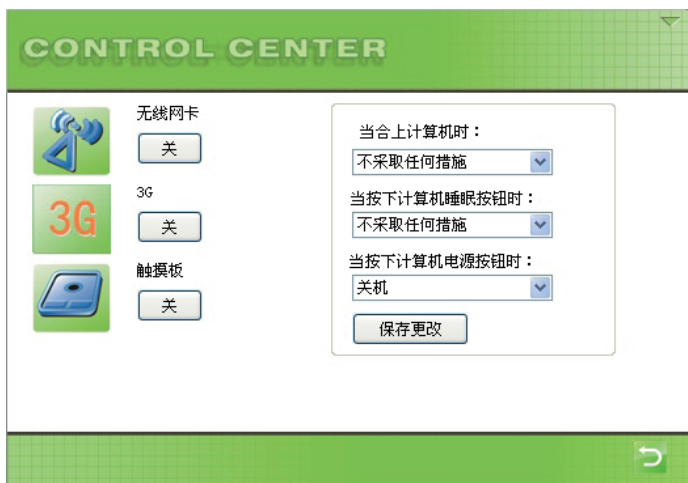 CONTROL CENTER
无线网卡
关
3G
3G
关
触摸板
关
当合上计算机时：
不采取任何措施
当按下计算机睡眠按钮时：
不采取任何措施
当按下计算机电源按钮时：
关机
保存更改